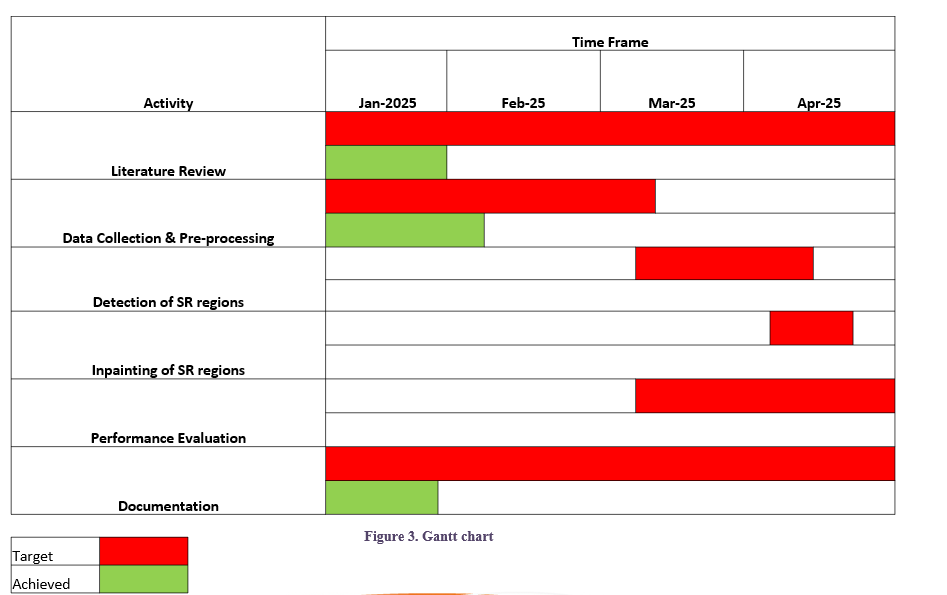 Time Frame
Activity
Jan-2025
Feb-25
Mar-25
Apr-25
Literature Review
Data Collection & Pre-processing
Detection of SR regions
Inpainting of SR regions
Performance Evaluation
Documentation
Figure 3. Gantt chart
Target
Achieved